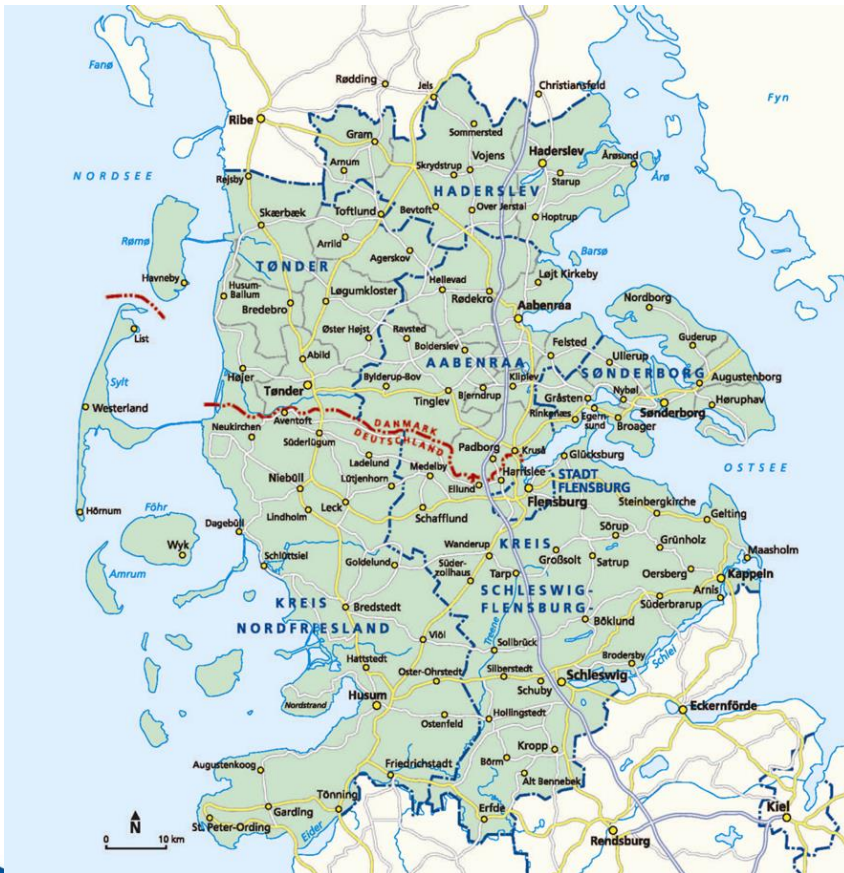 Fanø
Rødding
Jels
Christiansfeld
Fyn
Ribe
Sommersted
Gram
Vojens
Haderslev
Årøsund
NORDSEE
Arnum
Skrydstrup
Starup
Årø
Rejsby
HADERSLEV
Skærbæk
Toftlund
Bevtoft
Over Jerstal
Hoptrup
Rømø
Arrild
Agerskov
Barsø
TØNDER
Havneby
Husum-
Ballum
Løgumkloster
Hellevad
Rødekro
Løjt Kirkeby
Bredebro
Aabenraa
Nordborg
List
Øster Højst
Ravsted
Bolderslev
Felsted
Guderup
Abild
AABENRAA
Ullerup
Sylt
Højer
Bylderup-Bov
Kliplev
SØNDERBORG
Augustenborg
Tønder
Tinglev
Bjerndrup
Gråsten
Nybøl
Sønderborg
Høruphav
Westerland
Rinkenæs
Egern-
sund
Broager
Aventoft
DANMARK
DEUTSCHLAND
Neukirchen
Süderlügum
Padborg
Kruså
Glücksburg
OSTSEE
Ladelund
Medelby
Harrislee
STADT
FLENSBURG
Niebüll
Lütjenhorn
Ellund
Flensburg
Hörnum
Föhr
Dagebüll
Lindholm
Leck
Schafflund
Steinbergkirche
Gelting
Sörup
KREIS
SCHLESWIG-
FLENSBURG
Wyk
Schlüttsiel
Goldelund
Wanderup
Süder-
zollhaus
Tarp
Großsolt
Satrup
Grünholz
Maasholm
Oersberg
Kappeln
Amrum
Arnis
KREIS
NORDFRIESLAND
Bredstedt
Süderbrarup
Böklund
Viöl
Treene
Sollbrück
Brodersby
Schlei
Hattstedt
Oster-Ohrstedt
Silberstedt
Schuby
Schleswig
Nordstrand
Husum
Ostenfeld
Hollingstedt
Eckernförde
Kropp
Börm
Augustenkoog
Friedrichstadt
Alt Bennebek
Tönning
Garding
Erfde
Kiel
St. Peter-Ording
Eider
Rendsburg
N
0
10 km